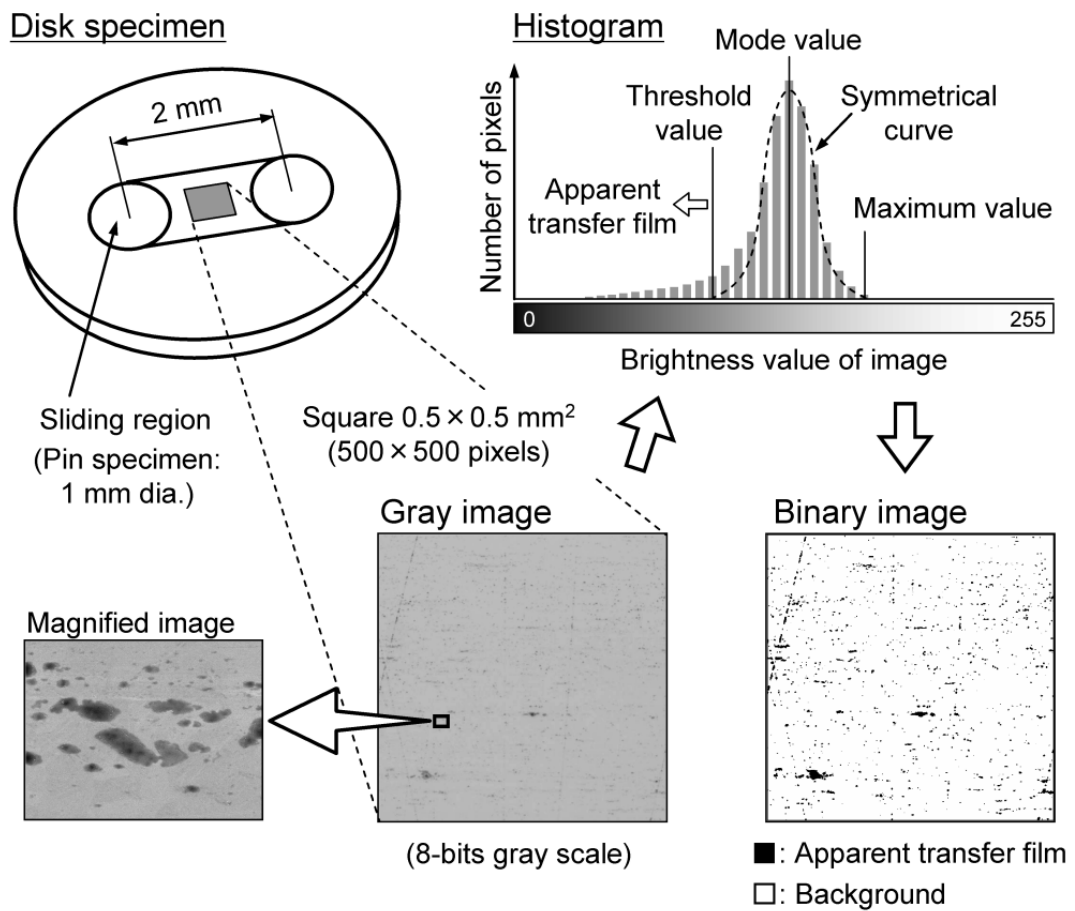 Disk specimen
2 mm
Sliding region
(Pin specimen:
1 mm dia.)
Square 0.5 × 0.5 mm²
(500 × 500 pixels)
Histogram
Mode value
Number of pixels
Threshold
value
Symmetrical
curve
Apparent
transfer film
Maximum value
0
255
Brightness value of image
Magnified image
Gray image
(8-bits gray scale)
Binary image
■: Apparent transfer film
□: Background